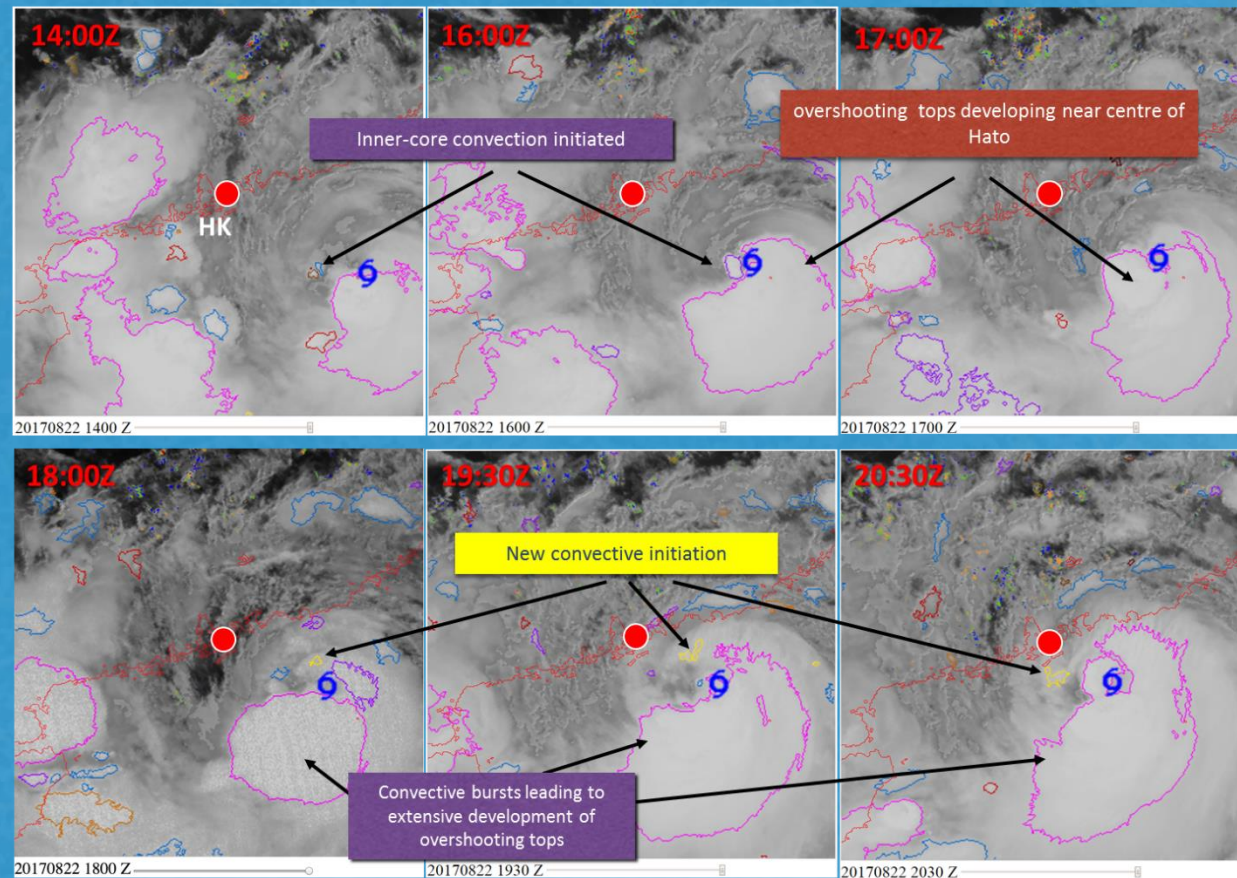 14:00Z
16:00Z
17:00Z
Inner-core convection initiated
overshooting tops developing near centre of
Hato
HK
20170822 1400 Z
20170822 1600 Z
20170822 1700 Z
18:00Z
19:30Z
20:30Z
New convective initiation
Convective bursts leading to
extensive development of
overshooting tops
20170822 1800 Z
20170822 1930 Z
20170822 2030 Z